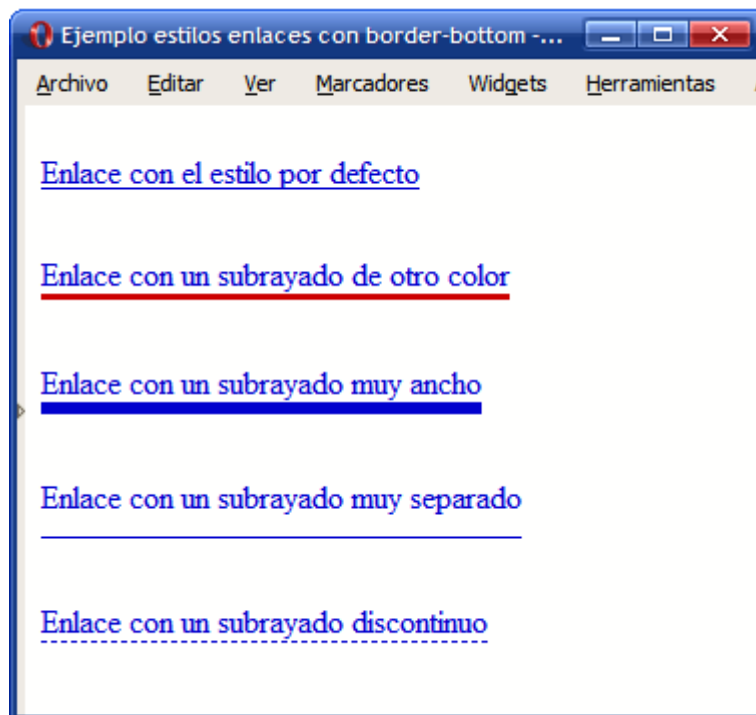 Ejemplo estilos enlaces con border-bottom -...
Archivo Editar Ver Marcadores Widgets Herramientas
Enlace con el estilo por defecto
Enlace con un subrayado de otro color
Enlace con un subrayado muy ancho
Enlace con un subrayado muy separado
Enlace con un subrayado discontinuo